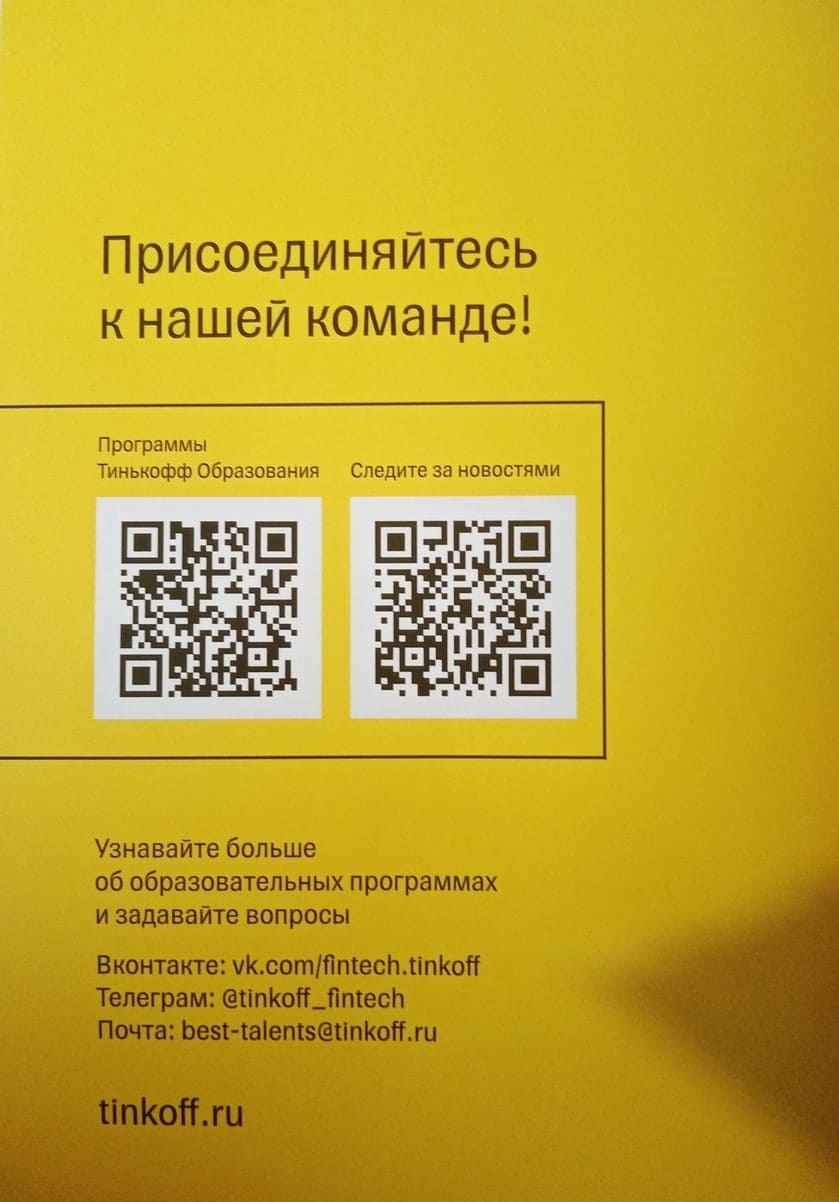 Присоединяйтесь
к нашей команде!
Программы
Тинькофф Образования
Следите за новостями
Узнавайте больше
об образовательных программах
и задавайте вопросы
Вконтакте: vk.com/fintech.tinkoff
Телеграм: @tinkoff_fintech
Почта: best-talents@tinkoff.ru
tinkoff.ru